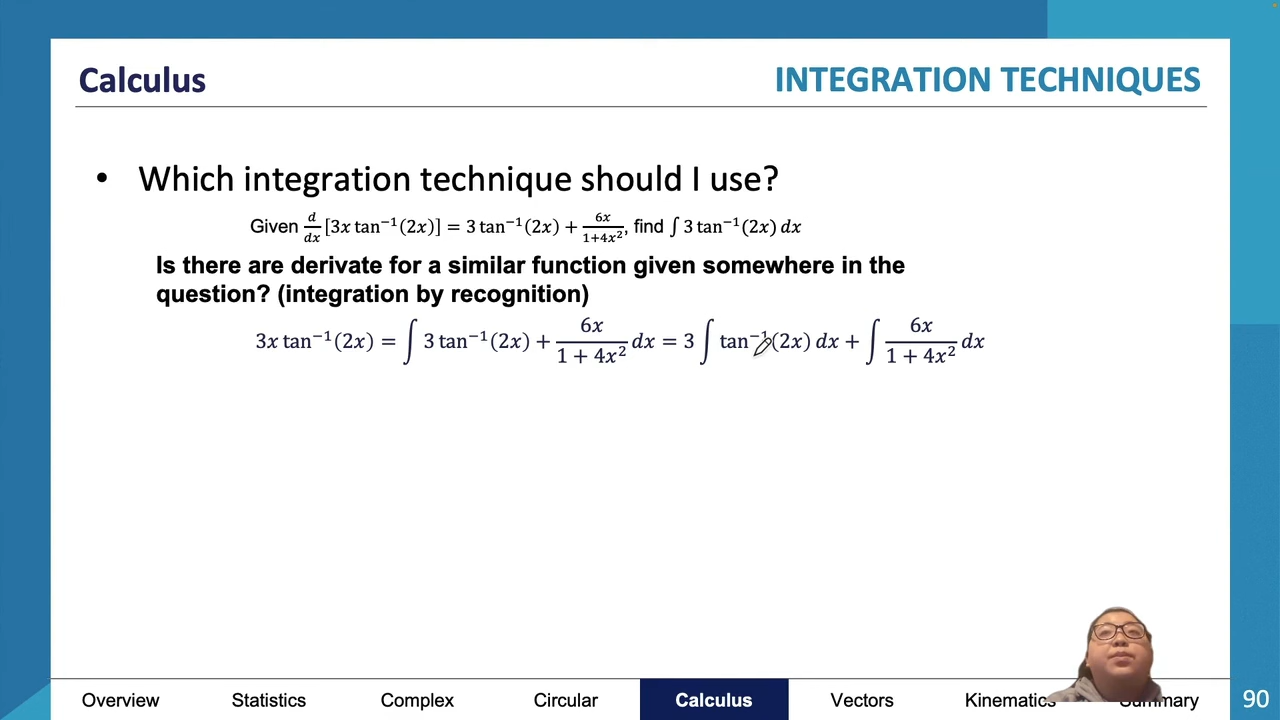 Calculus
INTEGRATION TECHNIQUES
• Which integration technique should I use?
Given d/dx [3x tan⁻¹(2x)] = 3 tan⁻¹(2x) + 6x/(1+4x²), find ∫ 3 tan⁻¹(2x) dx
Is there are derivate for a similar function given somewhere in the
question? (integration by recognition)
3x tan⁻¹(2x) = ∫ 3 tan⁻¹(2x) + 6x/(1 + 4x²) dx = 3 ∫ tan⁻¹(2x) dx + ∫ 6x/(1 + 4x²) dx
Overview Statistics Complex Circular Calculus Vectors Kinematics Summary 90